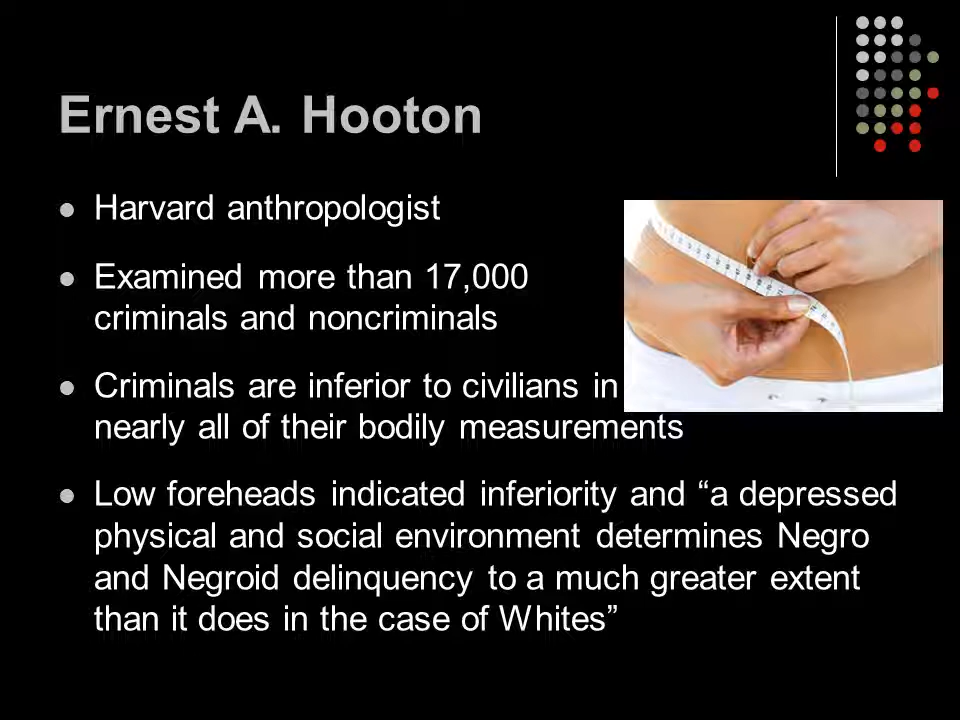 Ernest A. Hooton
Harvard anthropologist
Examined more than 17,000
criminals and noncriminals
Criminals are inferior to civilians in
nearly all of their bodily measurements
Low foreheads indicated inferiority and “a depressed
physical and social environment determines Negro
and Negroid delinquency to a much greater extent
than it does in the case of Whites”